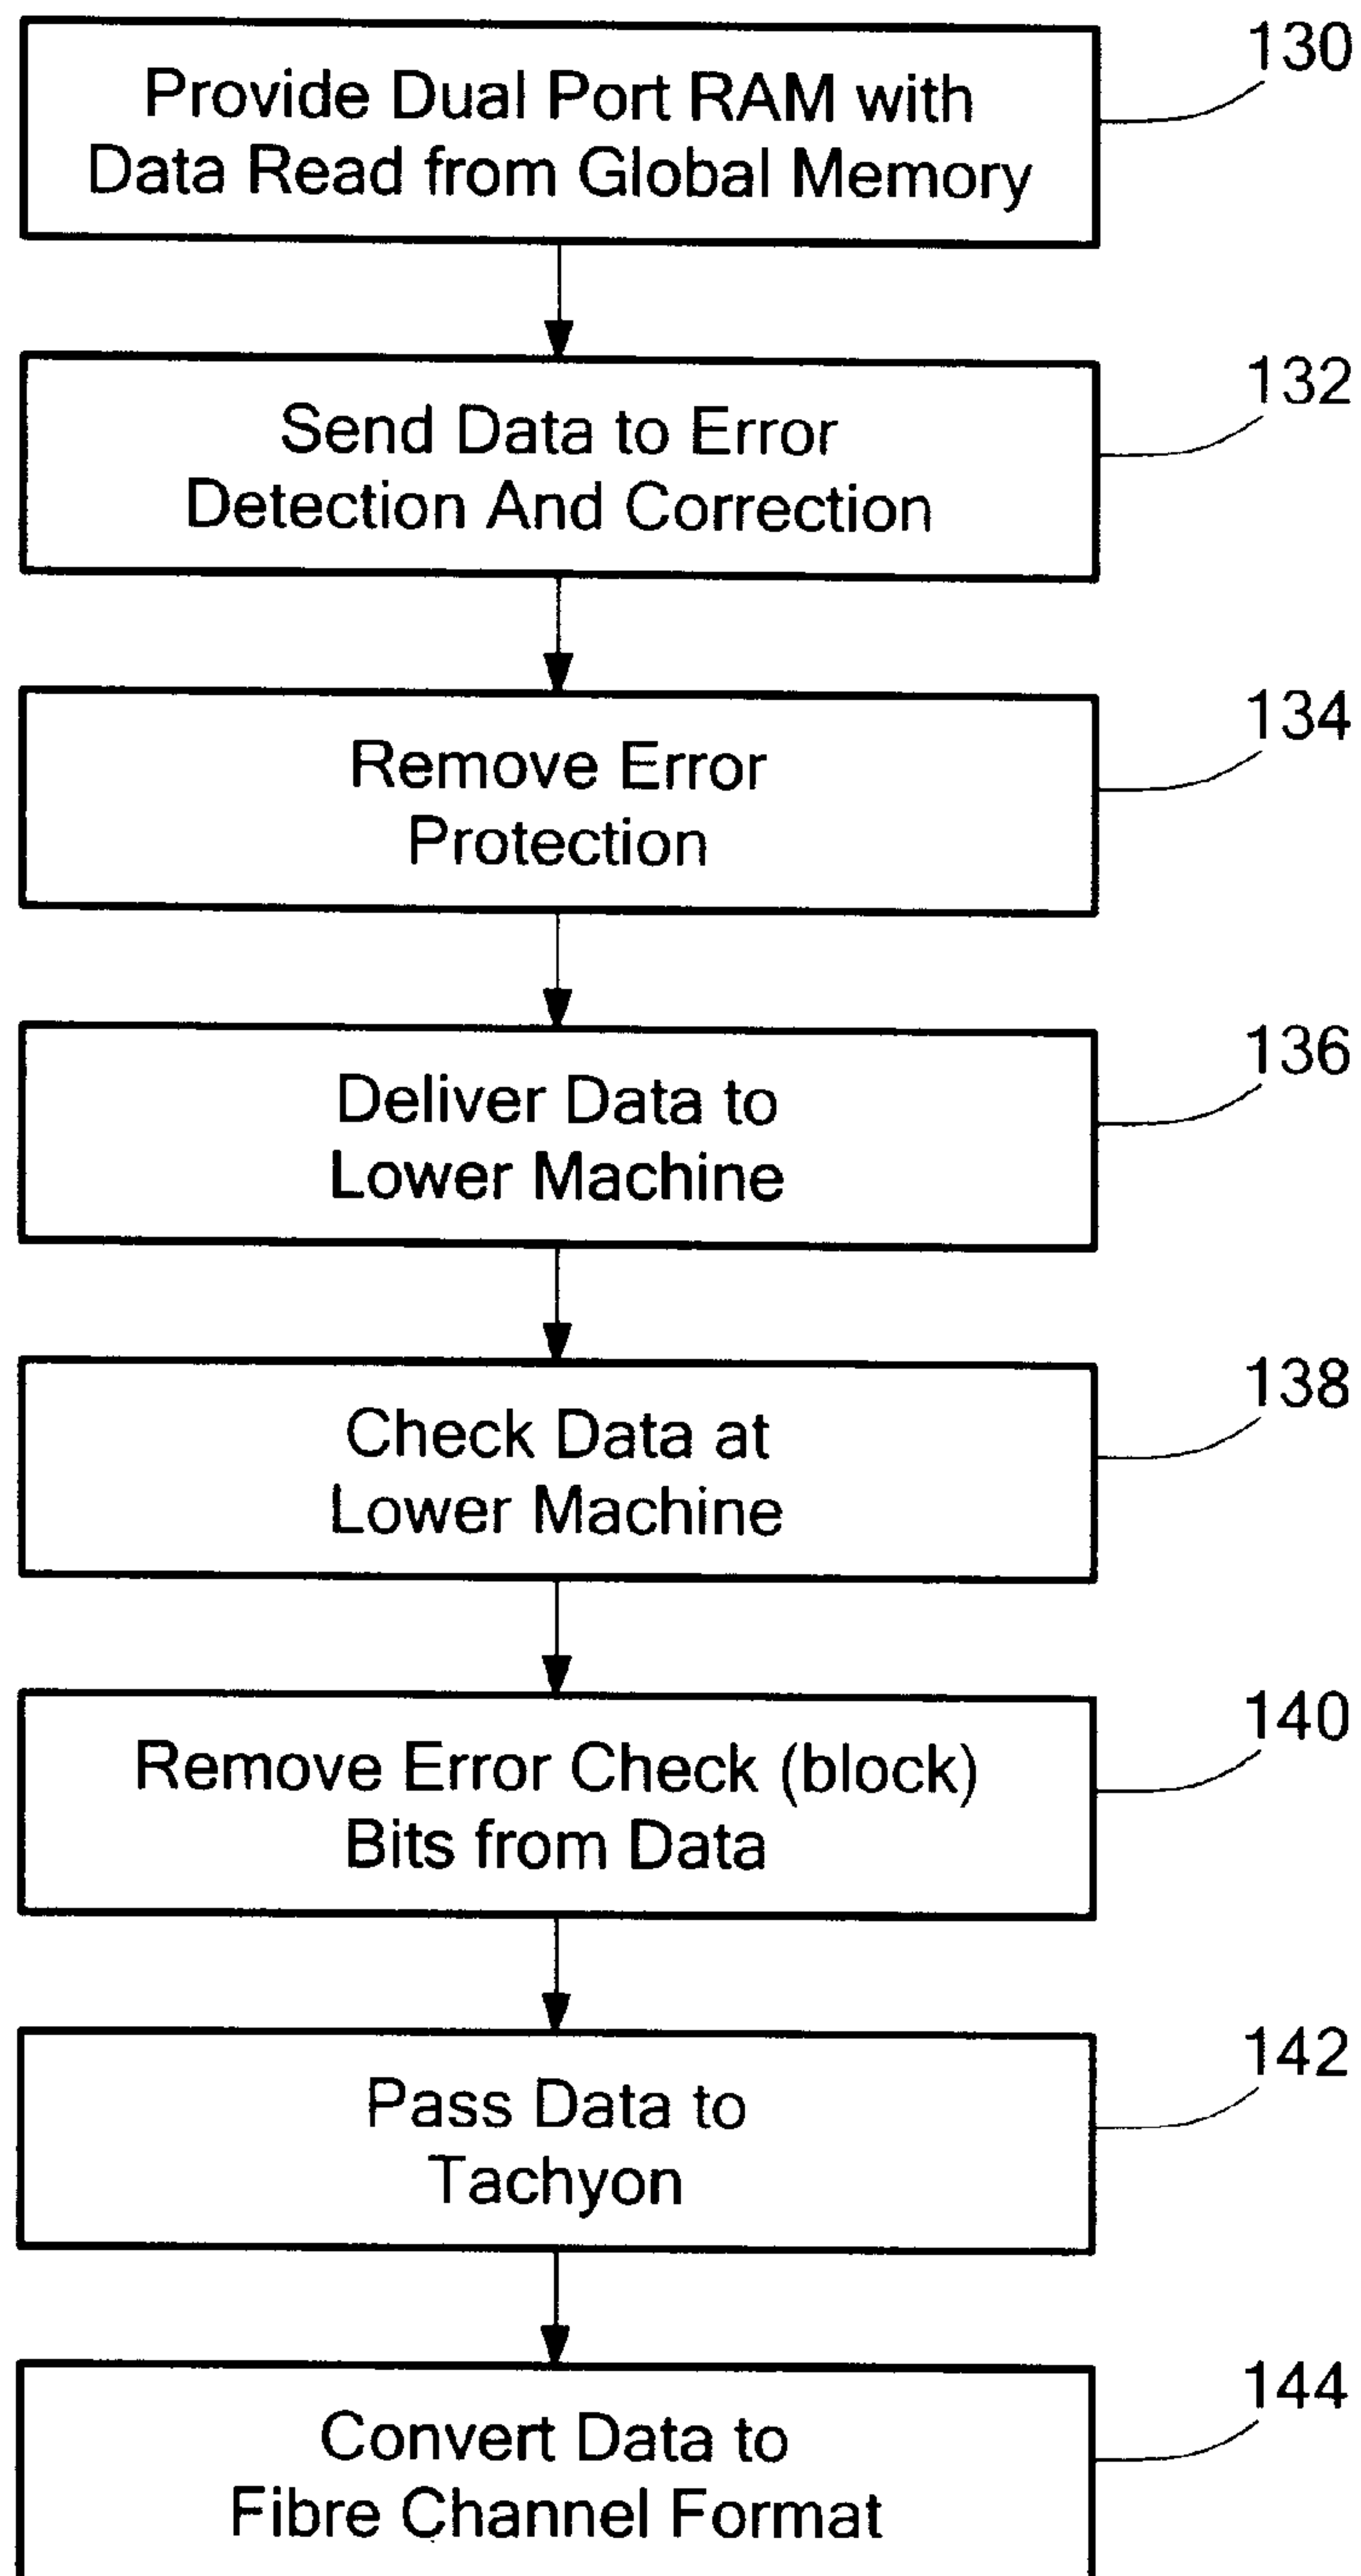 130
Provide Dual Port RAM with
Data Read from Global Memory
132
Send Data to Error
Detection And Correction
134
Remove Error
Protection
136
Deliver Data to
Lower Machine
138
Check Data at
Lower Machine
140
Remove Error Check (block)
Bits from Data
142
Pass Data to
Tachyon
144
Convert Data to
Fibre Channel Format